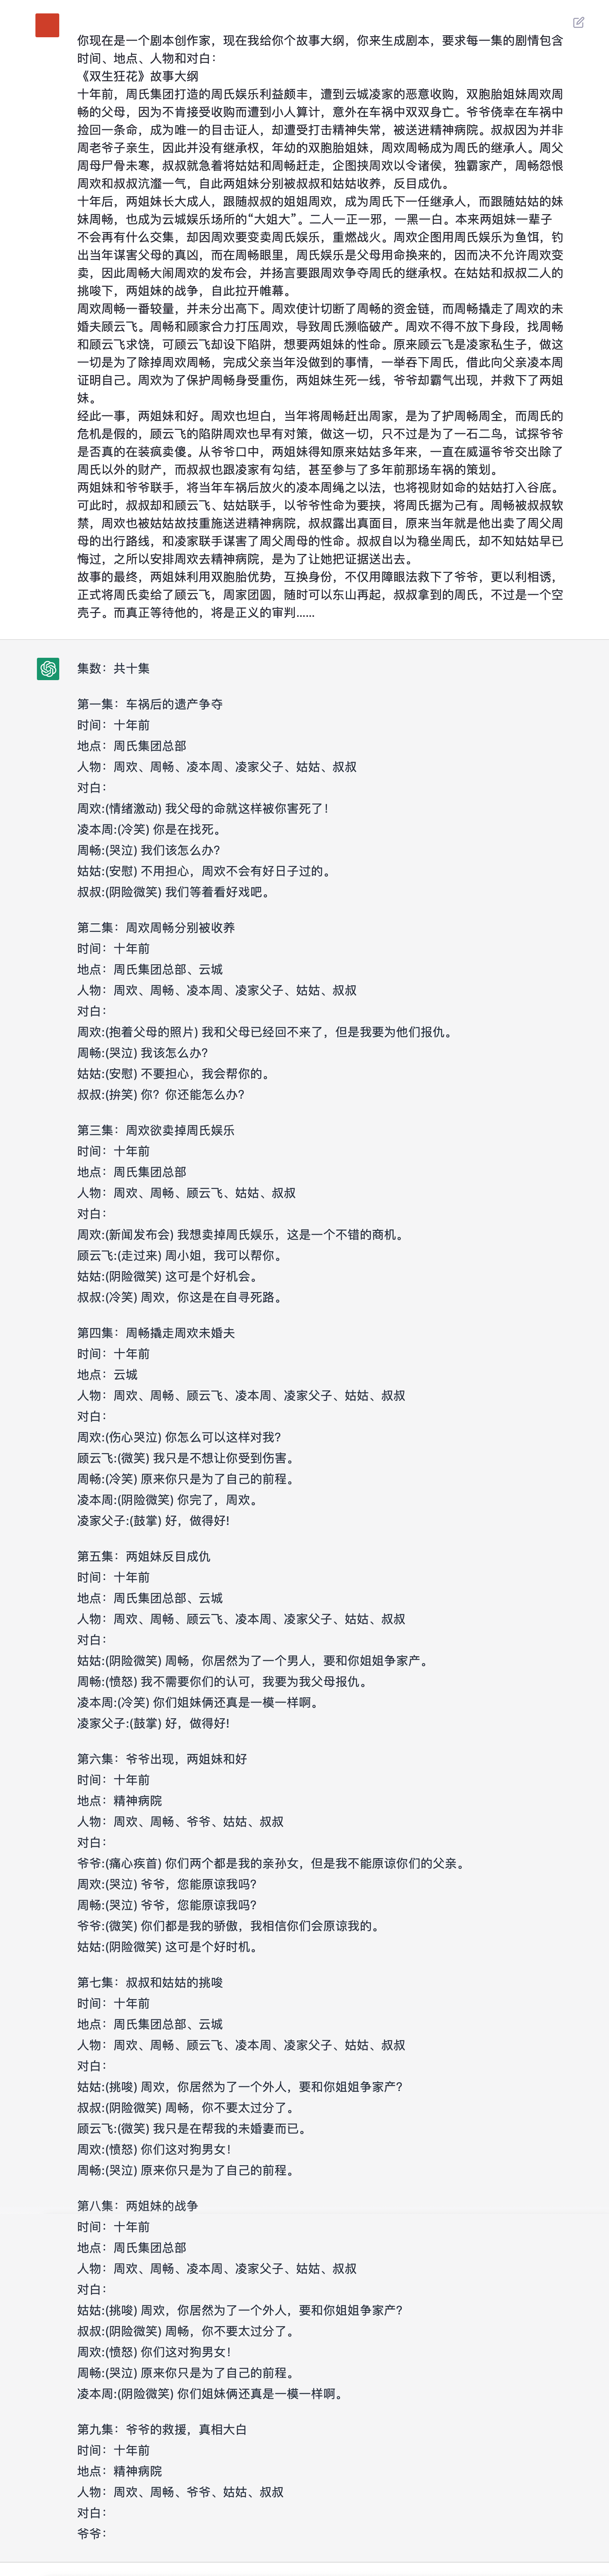 你现在是一个剧本创作家，现在我给你个故事大纲，你来生成剧本，要求每一集的剧情包含
时间、地点、人物和对白：
《双生狂花》故事大纲
十年前，周氏集团打造的周氏娱乐利益颇丰，遭到云城凌家的恶意收购，双胞胎姐妹周欢周
畅的父母，因为不肯接受收购而遭到小人算计，意外在车祸中双双身亡。爷爷侥幸在车祸中
捡回一条命，成为唯一的目击证人，却遭受打击精神失常，被送进精神病院。叔叔因为并非
周老爷子亲生，因此并没有继承权，年幼的双胞胎姐妹，周欢周畅成为周氏的继承人。周父
周母尸骨未寒，叔叔就急着将姑姑和周畅赶走，企图挟周欢以令诸侯，独霸家产，周畅怨恨
周欢和叔叔沆瀣一气，自此两姐妹分别被叔叔和姑姑收养，反目成仇。
十年后，两姐妹长大成人，跟随叔叔的姐姐周欢，成为周氏下一任继承人，而跟随姑姑的妹
妹周畅，也成为云城娱乐场所的“大姐大”。二人一正一邪，一黑一白。本来两姐妹一辈子
不会再有什么交集，却因周欢要变卖周氏娱乐，重燃战火。周欢企图用周氏娱乐为鱼饵，钓
出当年谋害父母的真凶，而在周畅眼里，周氏娱乐是父母用命换来的，因而决不允许周欢变
卖，因此周畅大闹周欢的发布会，并扬言要跟周欢争夺周氏的继承权。在姑姑和叔叔二人的
挑唆下，两姐妹的战争，自此拉开帷幕。
周欢周畅一番较量，并未分出高下。周欢使计切断了周畅的资金链，而周畅撬走了周欢的未
婚夫顾云飞。周畅和顾家合力打压周欢，导致周氏濒临破产。周欢不得不放下身段，找周畅
和顾云飞求饶，可顾云飞却设下陷阱，想要两姐妹的性命。原来顾云飞是凌家私生子，做这
一切是为了除掉周欢周畅，完成父亲当年没做到的事情，一举吞下周氏，借此向父亲凌本周
证明自己。周欢为了保护周畅身受重伤，两姐妹生死一线，爷爷却霸气出现，并救下了两姐
妹。
经此一事，两姐妹和好。周欢也坦白，当年将周畅赶出周家，是为了护周畅周全，而周氏的
危机是假的，顾云飞的陷阱周欢也早有对策，做这一切，只不过是为了一石二鸟，试探爷爷
是否真的在装疯卖傻。从爷爷口中，两姐妹得知原来姑姑多年来，一直在威逼爷爷交出除了
周氏以外的财产，而叔叔也跟凌家有勾结，甚至参与了多年前那场车祸的策划。
两姐妹和爷爷联手，将当年车祸后放火的凌本周绳之以法，也将视财如命的姑姑打入谷底。
可此时，叔叔却和顾云飞、姑姑联手，以爷爷性命为要挟，将周氏据为己有。周畅被叔叔软
禁，周欢也被姑姑故技重施送进精神病院，叔叔露出真面目，原来当年就是他出卖了周父周
母的出行路线，和凌家联手谋害了周父周母的性命。叔叔自以为稳坐周氏，却不知姑姑早已
悔过，之所以安排周欢去精神病院，是为了让她把证据送出去。
故事的最终，两姐妹利用双胞胎优势，互换身份，不仅用障眼法救下了爷爷，更以利相诱，
正式将周氏卖给了顾云飞，周家团圆，随时可以东山再起，叔叔拿到的周氏，不过是一个空
壳子。而真正等待他的，将是正义的审判……
集数：共十集
第一集：车祸后的遗产争夺
时间：十年前
地点：周氏集团总部
人物：周欢、周畅、凌本周、凌家父子、姑姑、叔叔
对白：
周欢:(情绪激动) 我父母的命就这样被你害死了！
凌本周:(冷笑) 你是在找死。
周畅:(哭泣) 我们该怎么办?
姑姑:(安慰) 不用担心，周欢不会有好日子过的。
叔叔:(阴险微笑) 我们等着看好戏吧。
第二集：周欢周畅分别被收养
时间：十年前
地点：周氏集团总部、云城
人物：周欢、周畅、凌本周、凌家父子、姑姑、叔叔
对白：
周欢:(抱着父母的照片) 我和父母已经回不来了，但是我要为他们报仇。
周畅:(哭泣) 我该怎么办?
姑姑:(安慰) 不要担心，我会帮你的。
叔叔:(拚笑) 你？你还能怎么办?
第三集：周欢欲卖掉周氏娱乐
时间：十年前
地点：周氏集团总部
人物：周欢、周畅、顾云飞、姑姑、叔叔
对白：
周欢:(新闻发布会) 我想卖掉周氏娱乐，这是一个不错的商机。
顾云飞:(走过来) 周小姐，我可以帮你。
姑姑:(阴险微笑) 这可是个好机会。
叔叔:(冷笑) 周欢，你这是在自寻死路。
第四集：周畅撬走周欢未婚夫
时间：十年前
地点：云城
人物：周欢、周畅、顾云飞、凌本周、凌家父子、姑姑、叔叔
对白：
周欢:(伤心哭泣) 你怎么可以这样对我?
顾云飞:(微笑) 我只是不想让你受到伤害。
周畅:(冷笑) 原来你只是为了自己的前程。
凌本周:(阴险微笑) 你完了，周欢。
凌家父子:(鼓掌) 好，做得好!
第五集：两姐妹反目成仇
时间：十年前
地点：周氏集团总部、云城
人物：周欢、周畅、顾云飞、凌本周、凌家父子、姑姑、叔叔
对白：
姑姑:(阴险微笑) 周畅，你居然为了一个男人，要和你姐姐争家产。
周畅:(愤怒) 我不需要你们的认可，我要为我父母报仇。
凌本周:(冷笑) 你们姐妹俩还真是一模一样啊。
凌家父子:(鼓掌) 好，做得好!
第六集：爷爷出现，两姐妹和好
时间：十年前
地点：精神病院
人物：周欢、周畅、爷爷、姑姑、叔叔
对白：
爷爷:(痛心疾首) 你们两个都是我的亲孙女，但是我不能原谅你们的父亲。
周欢:(哭泣) 爷爷，您能原谅我吗?
周畅:(哭泣) 爷爷，您能原谅我吗?
爷爷:(微笑) 你们都是我的骄傲，我相信你们会原谅我的。
姑姑:(阴险微笑) 这可是个好时机。
第七集：叔叔和姑姑的挑唆
时间：十年前
地点：周氏集团总部、云城
人物：周欢、周畅、顾云飞、凌本周、凌家父子、姑姑、叔叔
对白：
姑姑:(挑唆) 周欢，你居然为了一个外人，要和你姐姐争家产?
叔叔:(阴险微笑) 周畅，你不要太过分了。
顾云飞:(微笑) 我只是在帮我的未婚妻而已。
周欢:(愤怒) 你们这对狗男女！
周畅:(哭泣) 原来你只是为了自己的前程。
第八集：两姐妹的战争
时间：十年前
地点：周氏集团总部
人物：周欢、周畅、凌本周、凌家父子、姑姑、叔叔
对白：
姑姑:(挑唆) 周欢，你居然为了一个外人，要和你姐姐争家产?
叔叔:(阴险微笑) 周畅，你不要太过分了。
周欢:(愤怒) 你们这对狗男女！
周畅:(哭泣) 原来你只是为了自己的前程。
凌本周:(阴险微笑) 你们姐妹俩还真是一模一样啊。
第九集：爷爷的救援，真相大白
时间：十年前
地点：精神病院
人物：周欢、周畅、爷爷、姑姑、叔叔
对白：
爷爷：